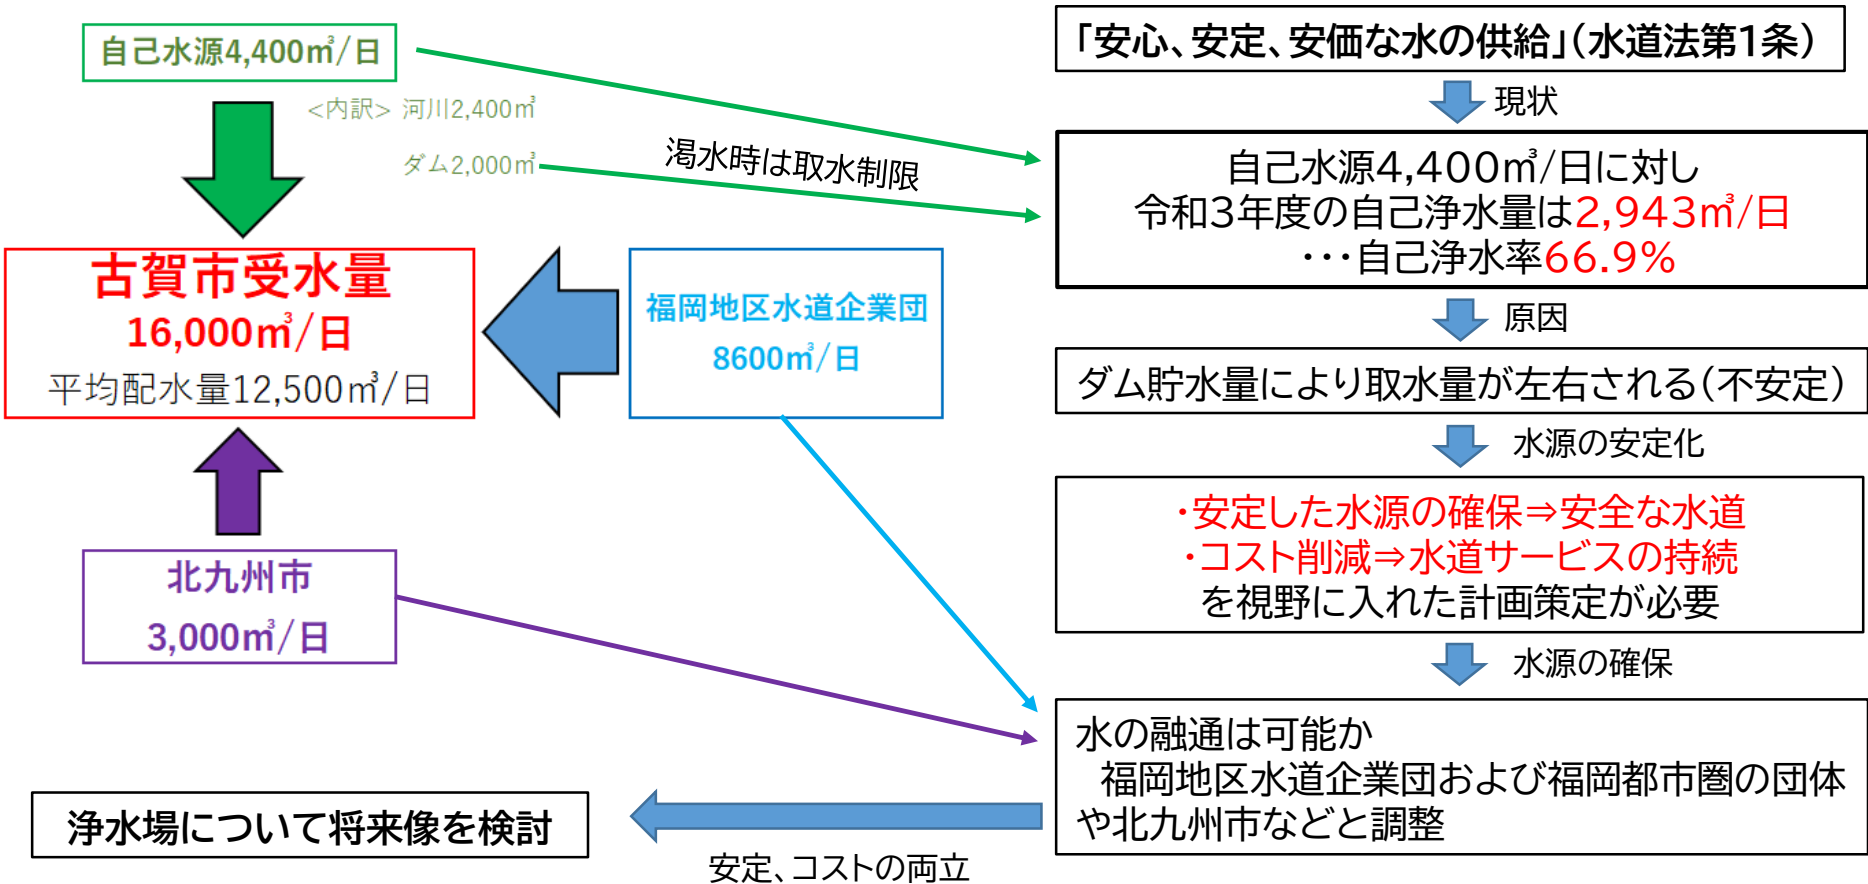 自己水源4,400㎥/日
<内訳> 河川2,400㎥
ダム2,000㎥
渇水時は取水制限
古賀市受水量
16,000㎥/日
平均配水量12,500㎥/日
福岡地区水道企業団
8600㎥/日
北九州市
3,000㎥/日
「安心、安定、安価な水の供給」(水道法第1条)
現状
自己水源4,400㎥/日に対し
令和3年度の自己浄水量は2,943㎥/日
・・・自己浄水率66.9%
原因
ダム貯水量により取水量が左右される(不安定)
水源の安定化
・安定した水源の確保⇒安全な水道
・コスト削減⇒水道サービスの持続
を視野に入れた計画策定が必要
水源の確保
水の融通は可能か
福岡地区水道企業団および福岡都市圏の団体
や北九州市などと調整
安定、コストの両立
浄水場について将来像を検討